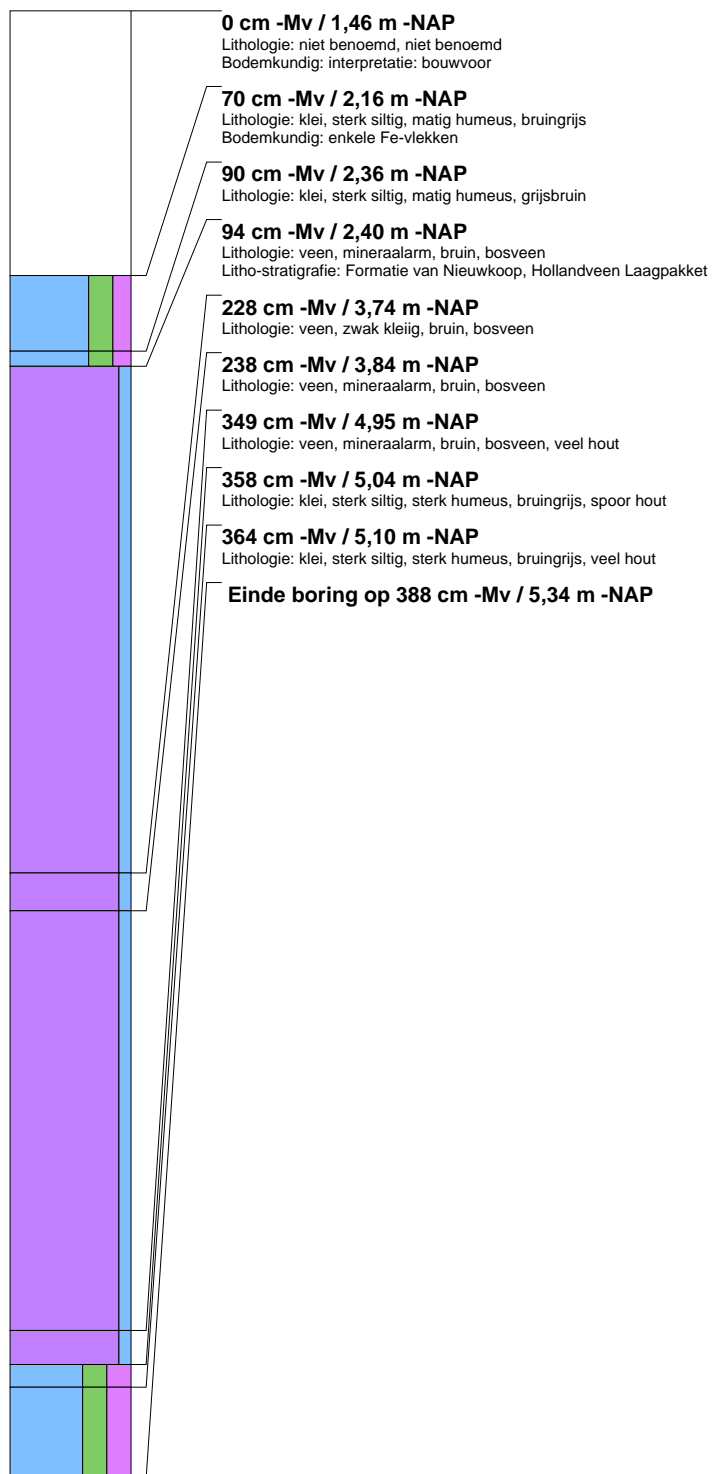 0 cm -Mv / 1,46 m -NAP
Lithologie: niet benoemd, niet benoemd
Bodemkundig: interpretatie: bouwvoor
70 cm -Mv / 2,16 m -NAP
Lithologie: klei, sterk siltig, matig humeus, bruingrijs
Bodemkundig: enkele Fe-vlekken
90 cm -Mv / 2,36 m -NAP
Lithologie: klei, sterk siltig, matig humeus, grijsbruin
94 cm -Mv / 2,40 m -NAP
Lithologie: veen, mineraalarm, bruin, bosveen
Litho-stratigrafie: Formatie van Nieuwkoop, Hollandveen Laagpakket
228 cm -Mv / 3,74 m -NAP
Lithologie: veen, zwak kleiig, bruin, bosveen
238 cm -Mv / 3,84 m -NAP
Lithologie: veen, mineraalarm, bruin, bosveen
349 cm -Mv / 4,95 m -NAP
Lithologie: veen, mineraalarm, bruin, bosveen, veel hout
358 cm -Mv / 5,04 m -NAP
Lithologie: klei, sterk siltig, sterk humeus, bruingrijs, spoor hout
364 cm -Mv / 5,10 m -NAP
Lithologie: klei, sterk siltig, sterk humeus, bruingrijs, veel hout
Einde boring op 388 cm -Mv / 5,34 m -NAP